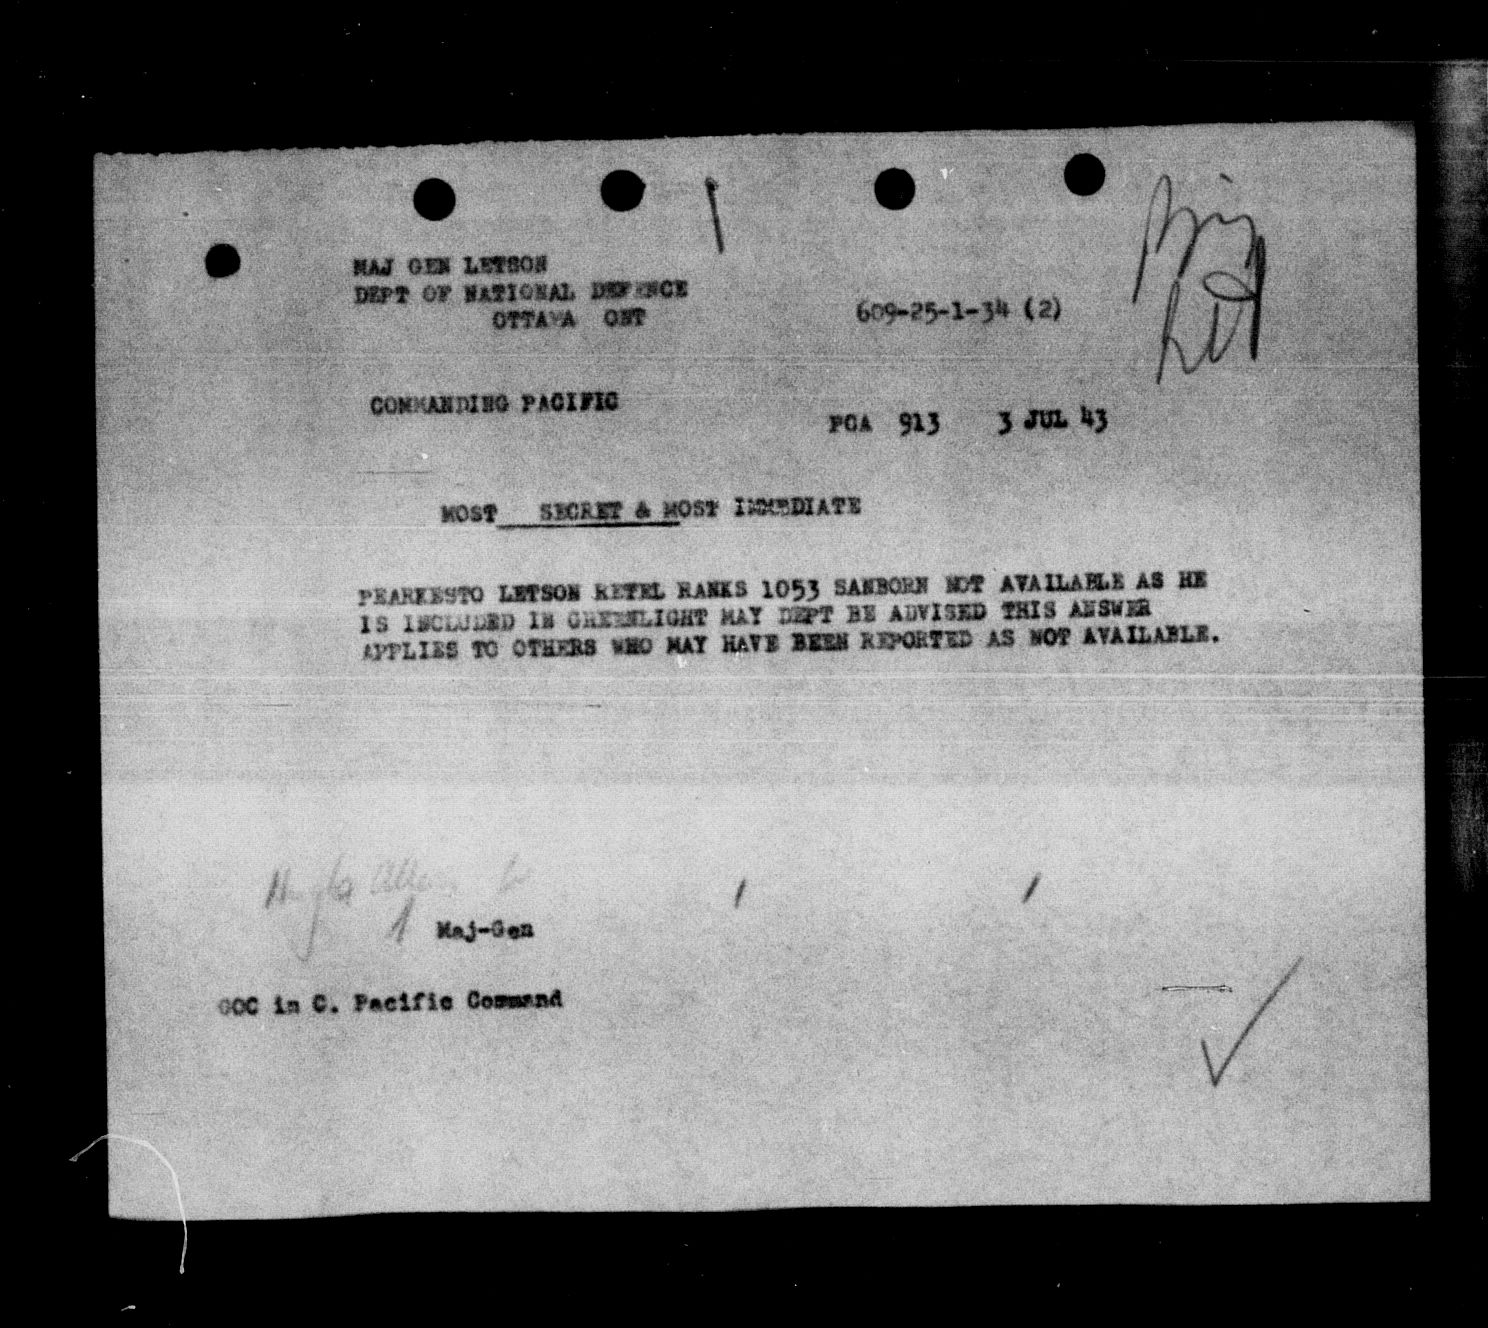 MAJ GEN LETSON
DEPT OF NATIONAL DEFENCE
OTTAWA ONT
609-25-1-34 (2)
COMMANDING PACIFIC
PCA 913 3 JUL 43
MOST SECRET & MOST IMMEDIATE
PEARKESTO LETSON RETEL RANKS 1053 SANBORN NOT AVAILABLE AS HE
IS INCLUDED IN GREENLIGHT MAY DEPT BE ADVISED THIS ANSWER
APPLIES TO OTHERS WHO MAY HAVE BEEN REPORTED AS NOT AVAILABLE.
Maj-Gen
GOC in C. Pacific Command